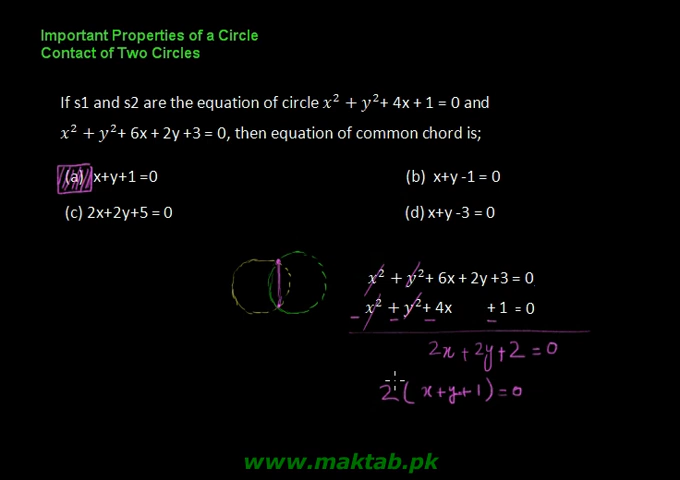 Important Properties of a Circle
Contact of Two Circles
If s1 and s2 are the equation of circle x² + y²+ 4x + 1 = 0 and
x² + y²+ 6x + 2y +3 = 0, then equation of common chord is;
(a) x+y+1 =0
(b) x+y -1 = 0
(c) 2x+2y+5 = 0
(d) x+y -3 = 0
x² + y²+ 6x + 2y +3 = 0
x² + y²+ 4x + 1 = 0
− − − −
2x + 2y + 2 = 0
2 ( x + y + 1 ) = 0
www.maktab.pk